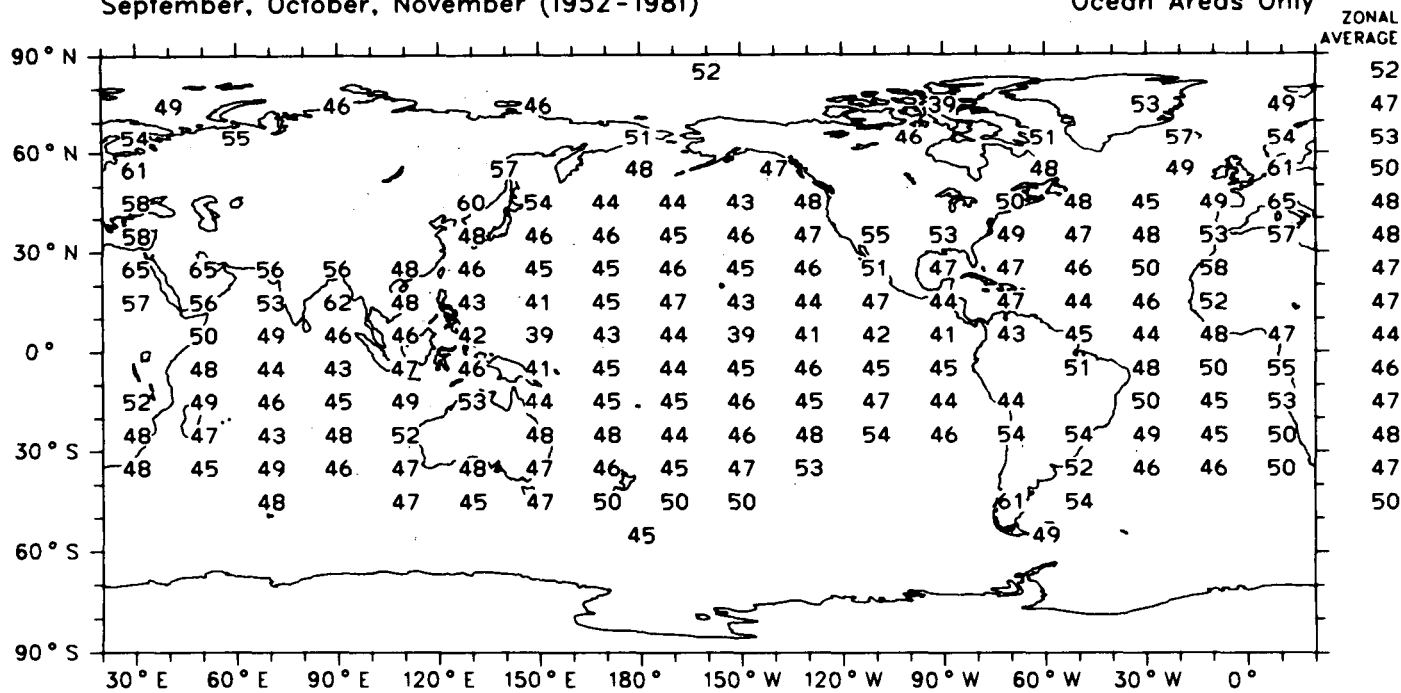 September, October, November (1952-1981) Ocean Areas Only
ZONAL
AVERAGE
90° N 52 52
49 46 46 39 53 49 47
54 55 51 46 51 57 54 53
60° N
61 57 48 47 48 49 61 50
58 60 54 44 44 43 48 50 48 45 49 65 48
58 48 46 46 45 46 47 55 53 49 47 48 53 57 48
30° N
65 65 56 56 48 46 45 45 46 45 46 51 47 47 46 50 58 47
57 56 53 62 48 43 41 45 47 43 44 47 44 47 44 46 52 47
50 49 46 46 42 39 43 44 39 41 42 41 43 45 44 48 47 44
0°
48 44 43 47 46 41 45 44 45 46 45 45 51 48 50 55 46
52 49 46 45 49 53 44 45 45 46 45 47 44 44 50 45 53 47
48 47 43 48 52 48 48 44 46 48 54 46 54 54 49 45 50 48
30° S
48 45 49 46 47 48 47 46 45 47 53 52 46 46 50 47
48 47 45 47 50 50 50 61 54 50
45 49
60° S
90° S
30° E 60° E 90° E 120° E 150° E 180° 150° W 120° W 90° W 60° W 30° W 0°